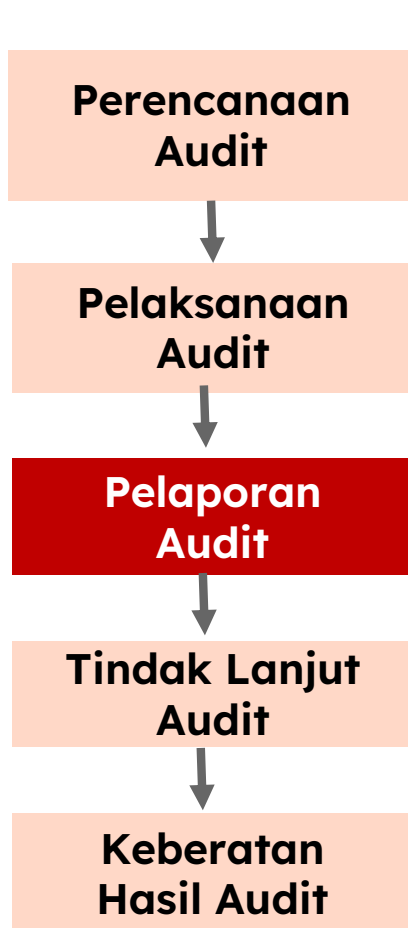 Perencanaan
Audit
Pelaksanaan
Audit
Pelaporan
Audit
Tindak Lanjut
Audit
Keberatan
Hasil Audit